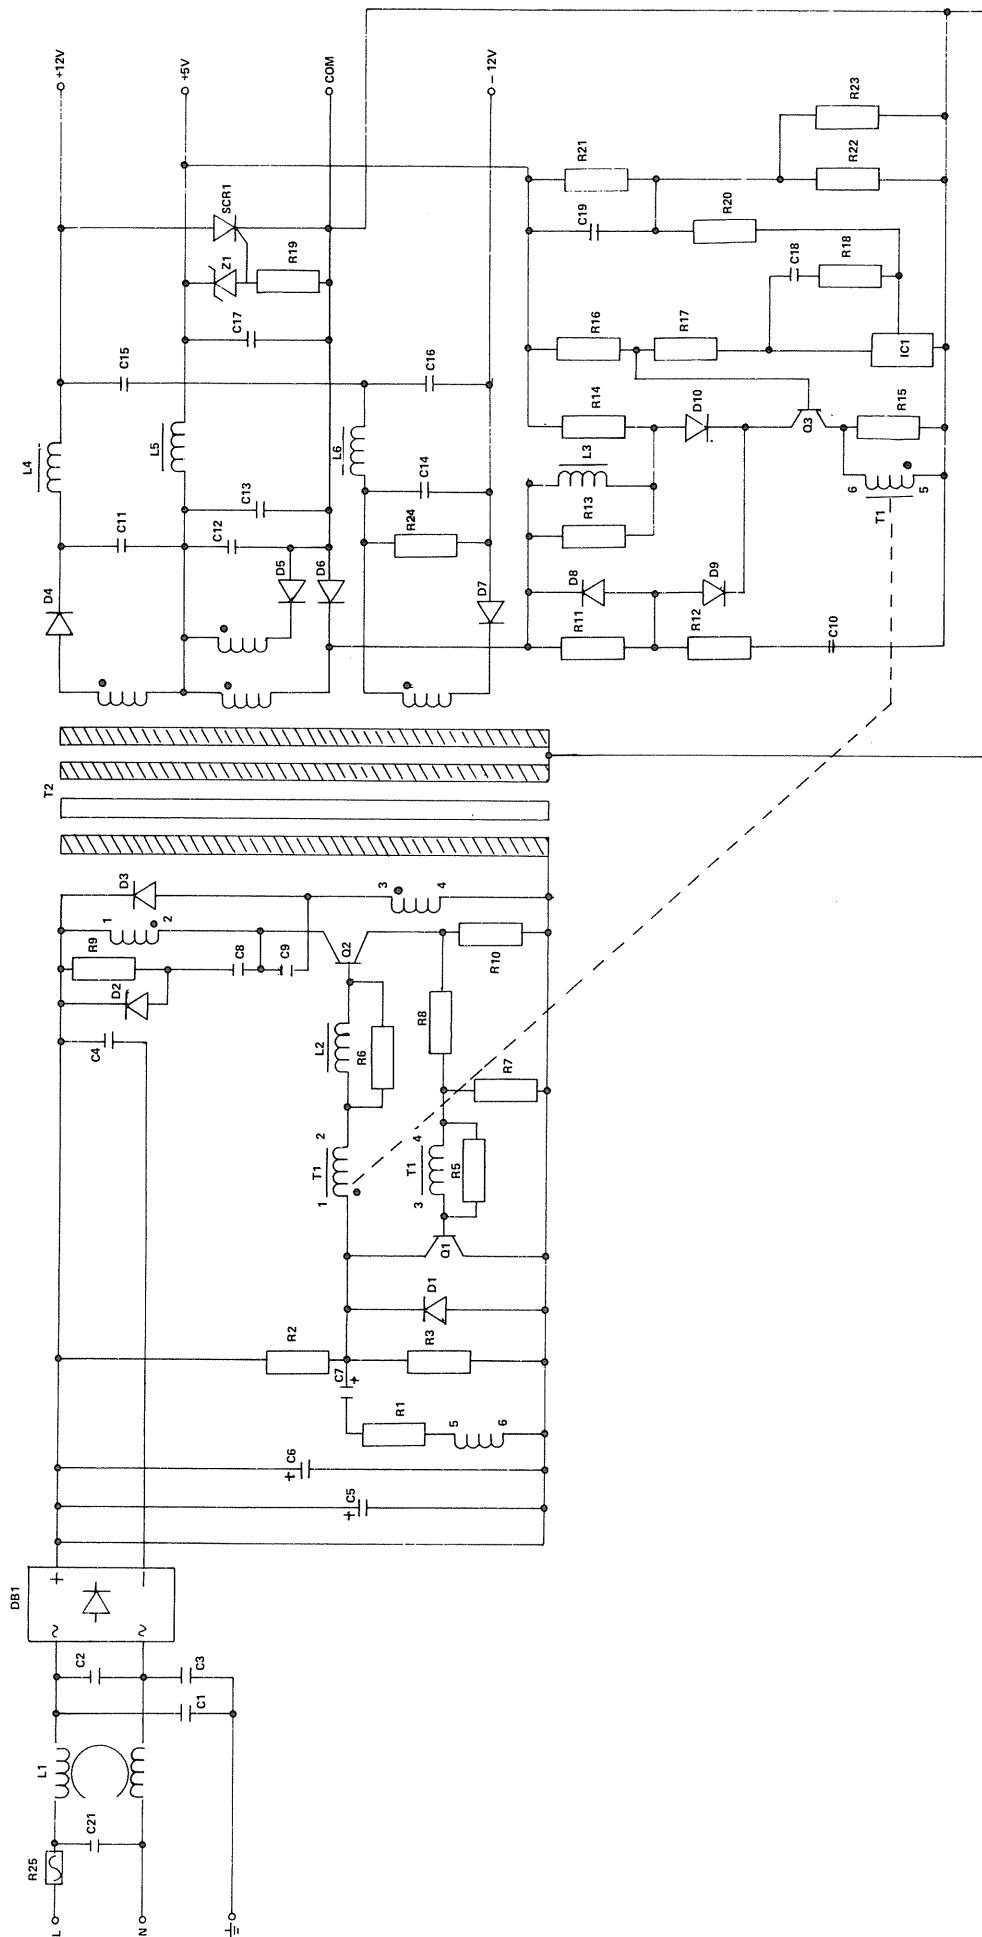 L
N
R25
C21
L1
C1
C2
C3
DB1
~
~
+
−
C5
+
C6
+
R1
5
6
C7
+
R2
R3
D1
Q1
1
T1
2
3
T1
4
R5
L2
R6
R7
R8
C4
D2
R9
C8
C9
1
2
D3
Q2
R10
3
4
T2
D4
D5
D6
D7
C11
C12
C13
R24
C14
L4
L5
L6
C15
C16
C17
Z1
R19
SCR1
+12V
+5V
COM
- 12V
R11
R12
C10
D8
D9
R13
L3
R14
D10
Q3
T1
6
5
R15
R16
R17
IC1
C18
R18
C19
R20
R21
R22
R23